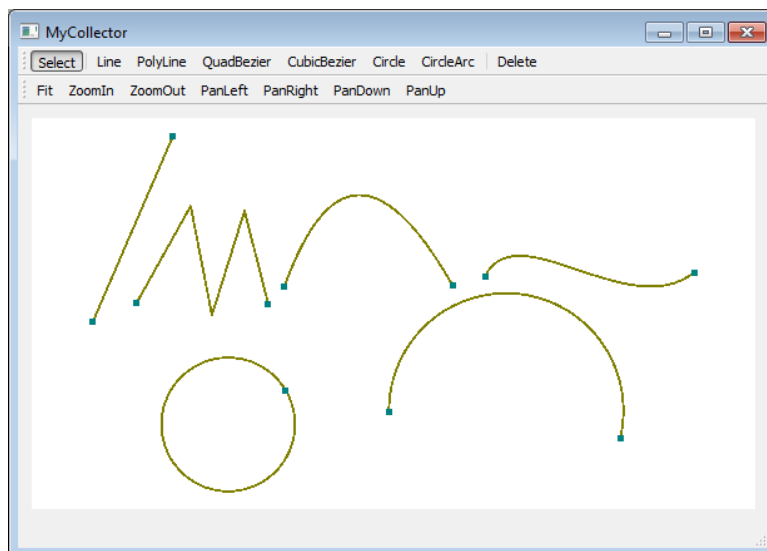 MyCollector
Select Line PolyLine QuadBezier CubicBezier Circle CircleArc Delete
Fit ZoomIn ZoomOut PanLeft PanRight PanDown PanUp